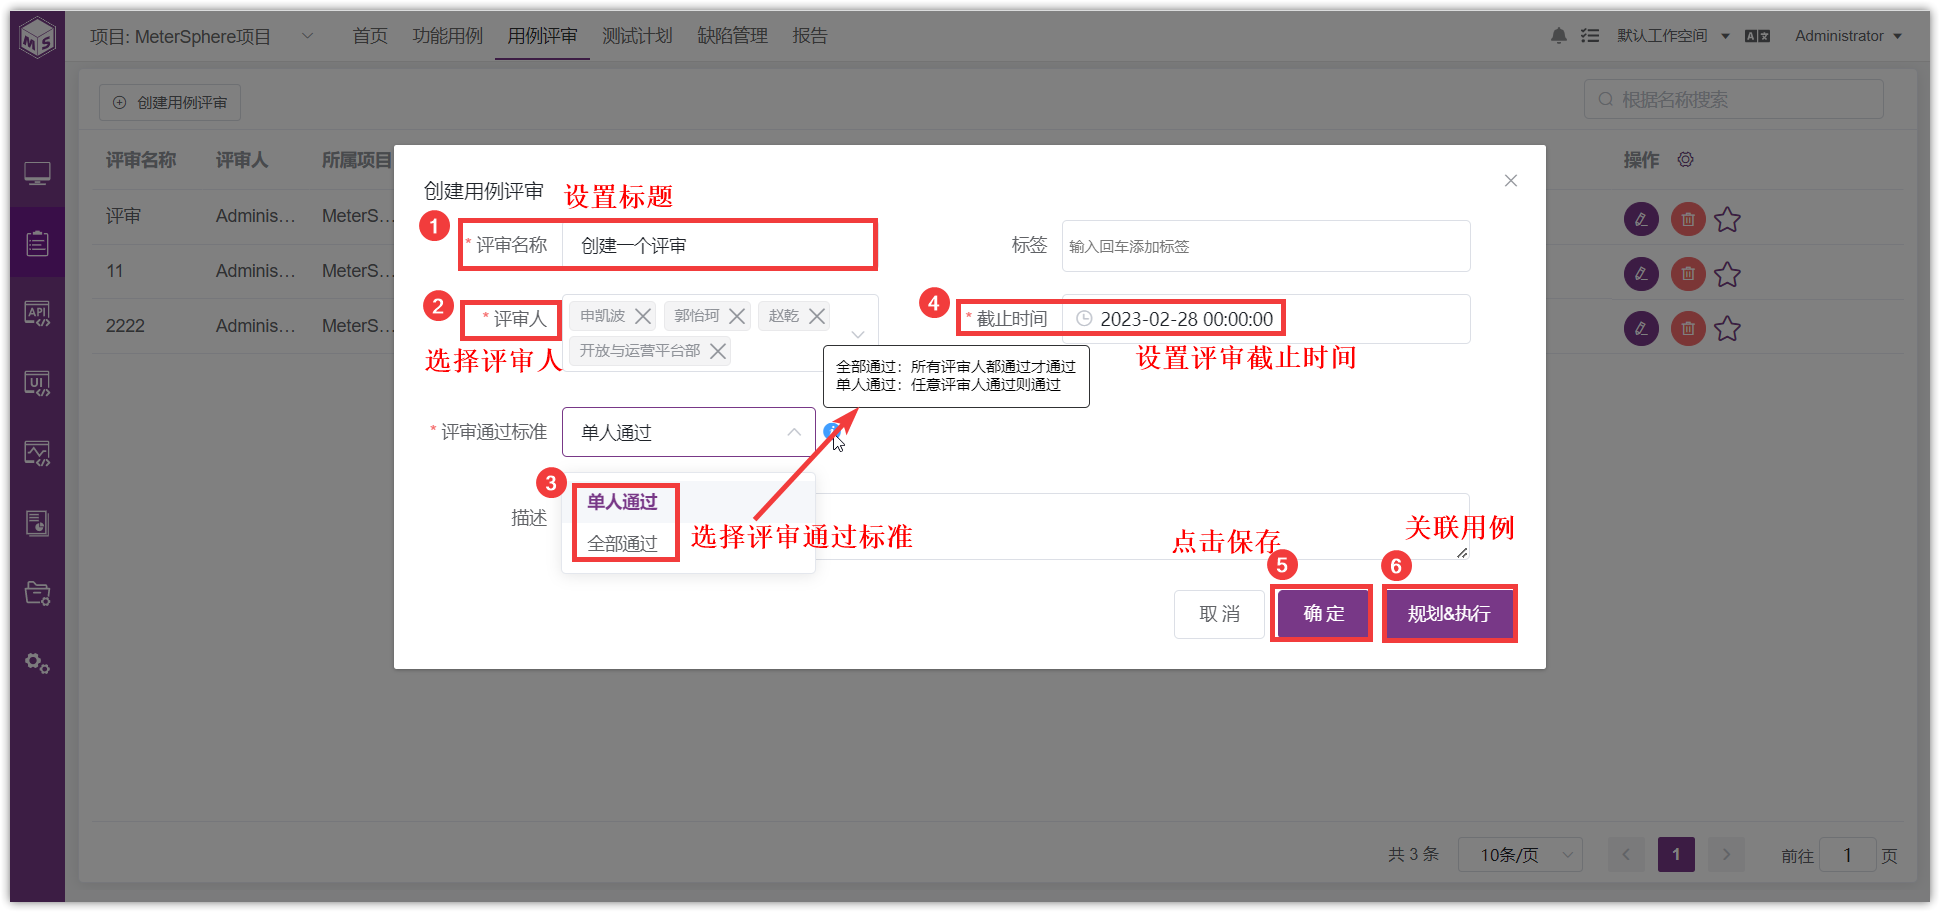 项目: MeterSphere项目
首页
功能用例
用例评审
测试计划
缺陷管理
报告
默认工作空间
Administrator
创建用例评审
根据名称搜索
评审名称
评审人
所属项目
操作
评审
Adminis...
MeterS...
11
Adminis...
MeterS...
2222
Adminis...
MeterS...
MS
API
UI
创建用例评审
设置标题
1
* 评审名称
创建一个评审
标签
输入回车添加标签
2
* 评审人
申凯波
郭怡珂
赵乾
开放与运营平台部
选择评审人
4
* 截止时间
2023-02-28 00:00:00
设置评审截止时间
全部通过：所有评审人都通过才通过
单人通过：任意评审人通过则通过
* 评审通过标准
单人通过
3
单人通过
全部通过
描述
选择评审通过标准
点击保存
关联用例
5
6
取 消
确 定
规划&执行
共 3 条
10条/页
1
前往
1
页